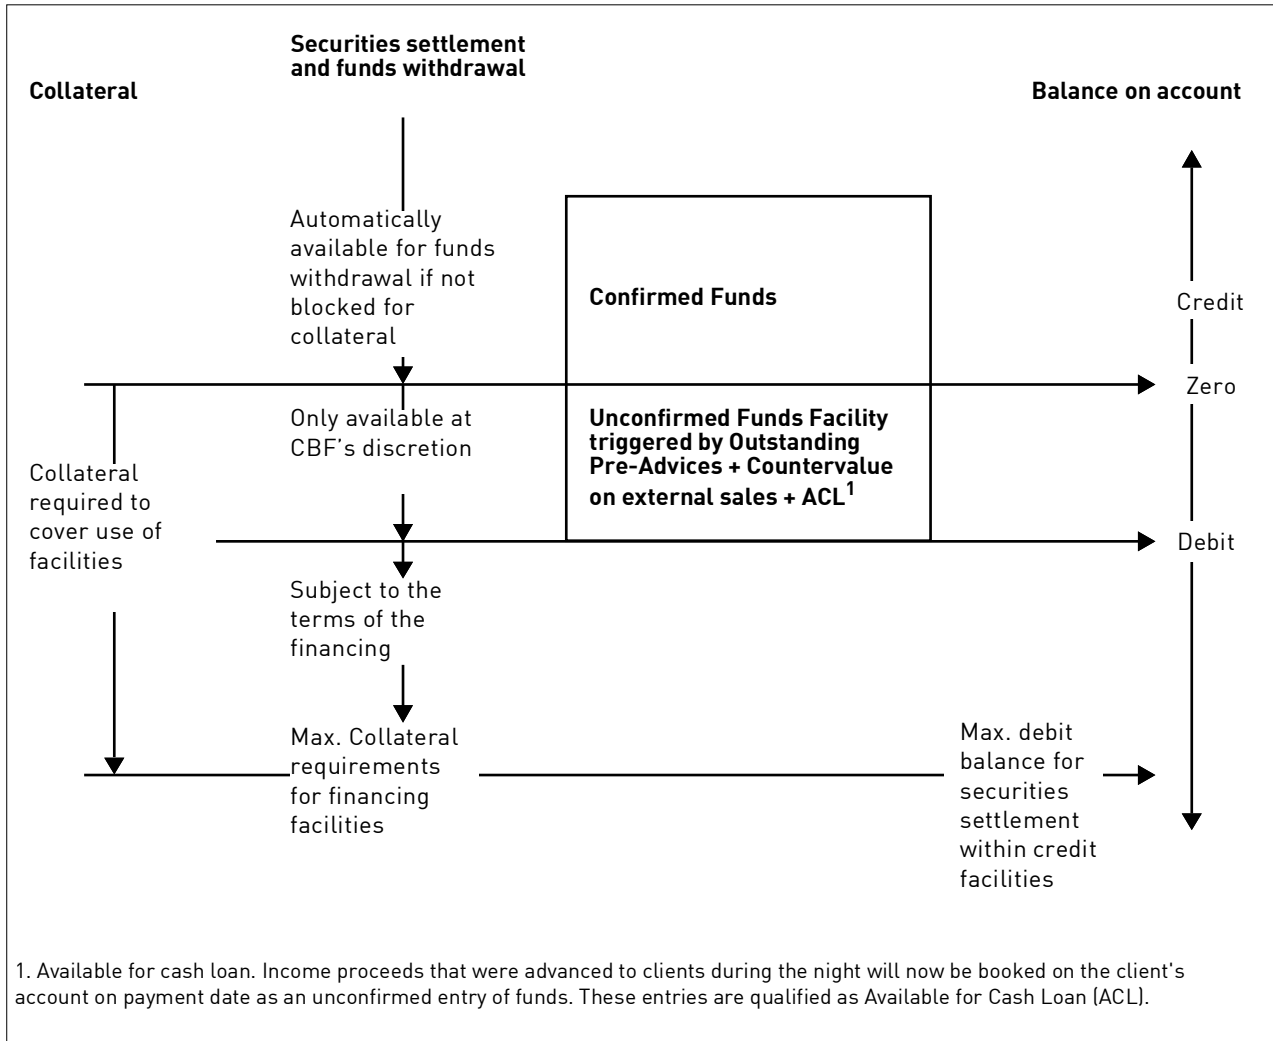 Securities settlement
and funds withdrawal
Collateral
Balance on account
Automatically
available for funds
withdrawal if not
blocked for
collateral
Confirmed Funds
Credit
Zero
Only available at
CBF’s discretion
Unconfirmed Funds Facility
triggered by Outstanding
Pre-Advices + Countervalue
on external sales + ACL1
Collateral
required to
cover use of
facilities
Debit
Subject to the
terms of the
financing
Max. Collateral
requirements
for financing
facilities
Max. debit
balance for
securities
settlement
within credit
facilities
1. Available for cash loan. Income proceeds that were advanced to clients during the night will now be booked on the client's
account on payment date as an unconfirmed entry of funds. These entries are qualified as Available for Cash Loan (ACL).